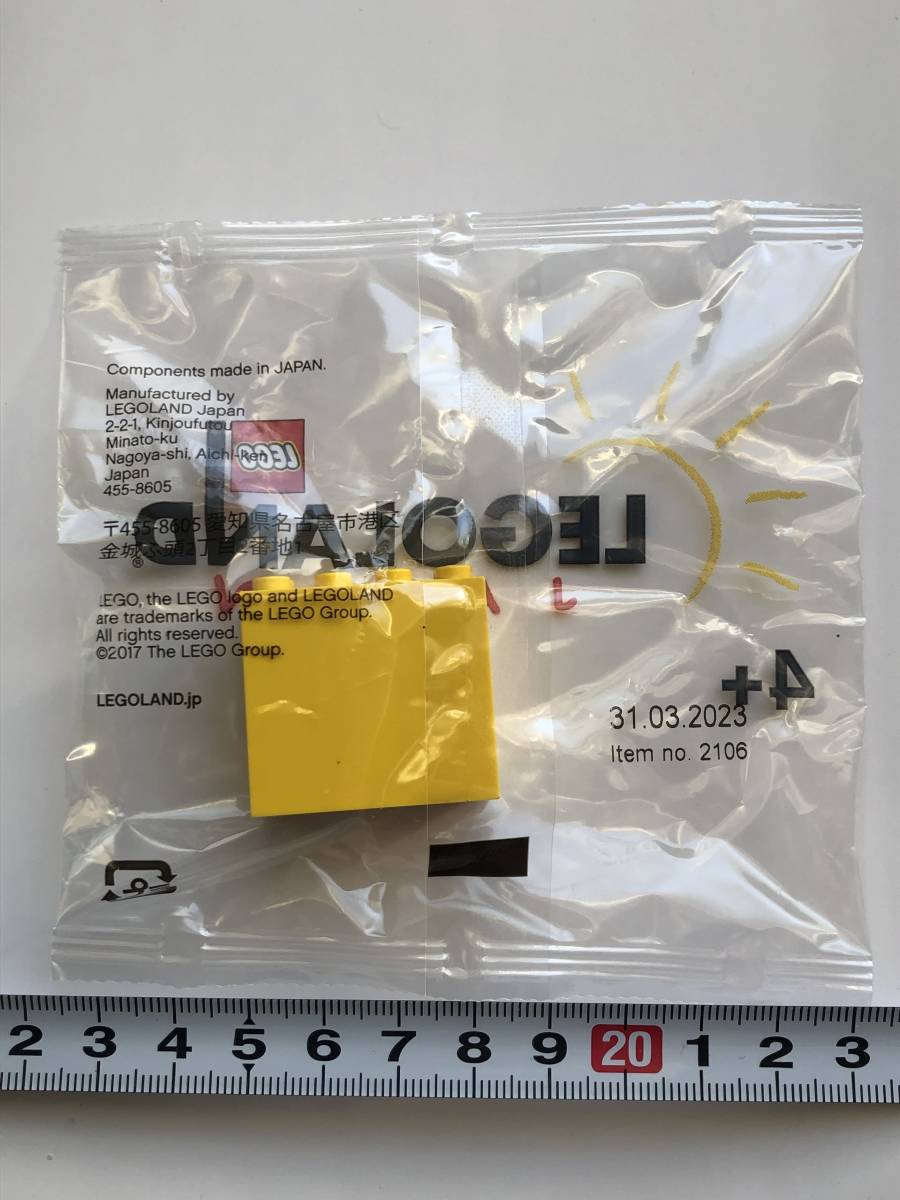 Components made in JAPAN.
Manufactured by
LEGOLAND Japan
2-2-1, Kinjoufutou
Minato-ku
Nagoya-shi, Aichi-ken
Japan
455-8605
LEGO
〒455-8605 愛知県名古屋市港区
金城ふ頭2丁目2番地1
LEGOLAND®
LEGO, the LEGO logo and LEGOLAND
are trademarks of the LEGO Group.
All rights reserved.
©2017 The LEGO Group.
LEGOLAND.jp
4+
31.03.2023
Item no. 2106
2 3 4 5 6 7 8 9 20 1 2 3